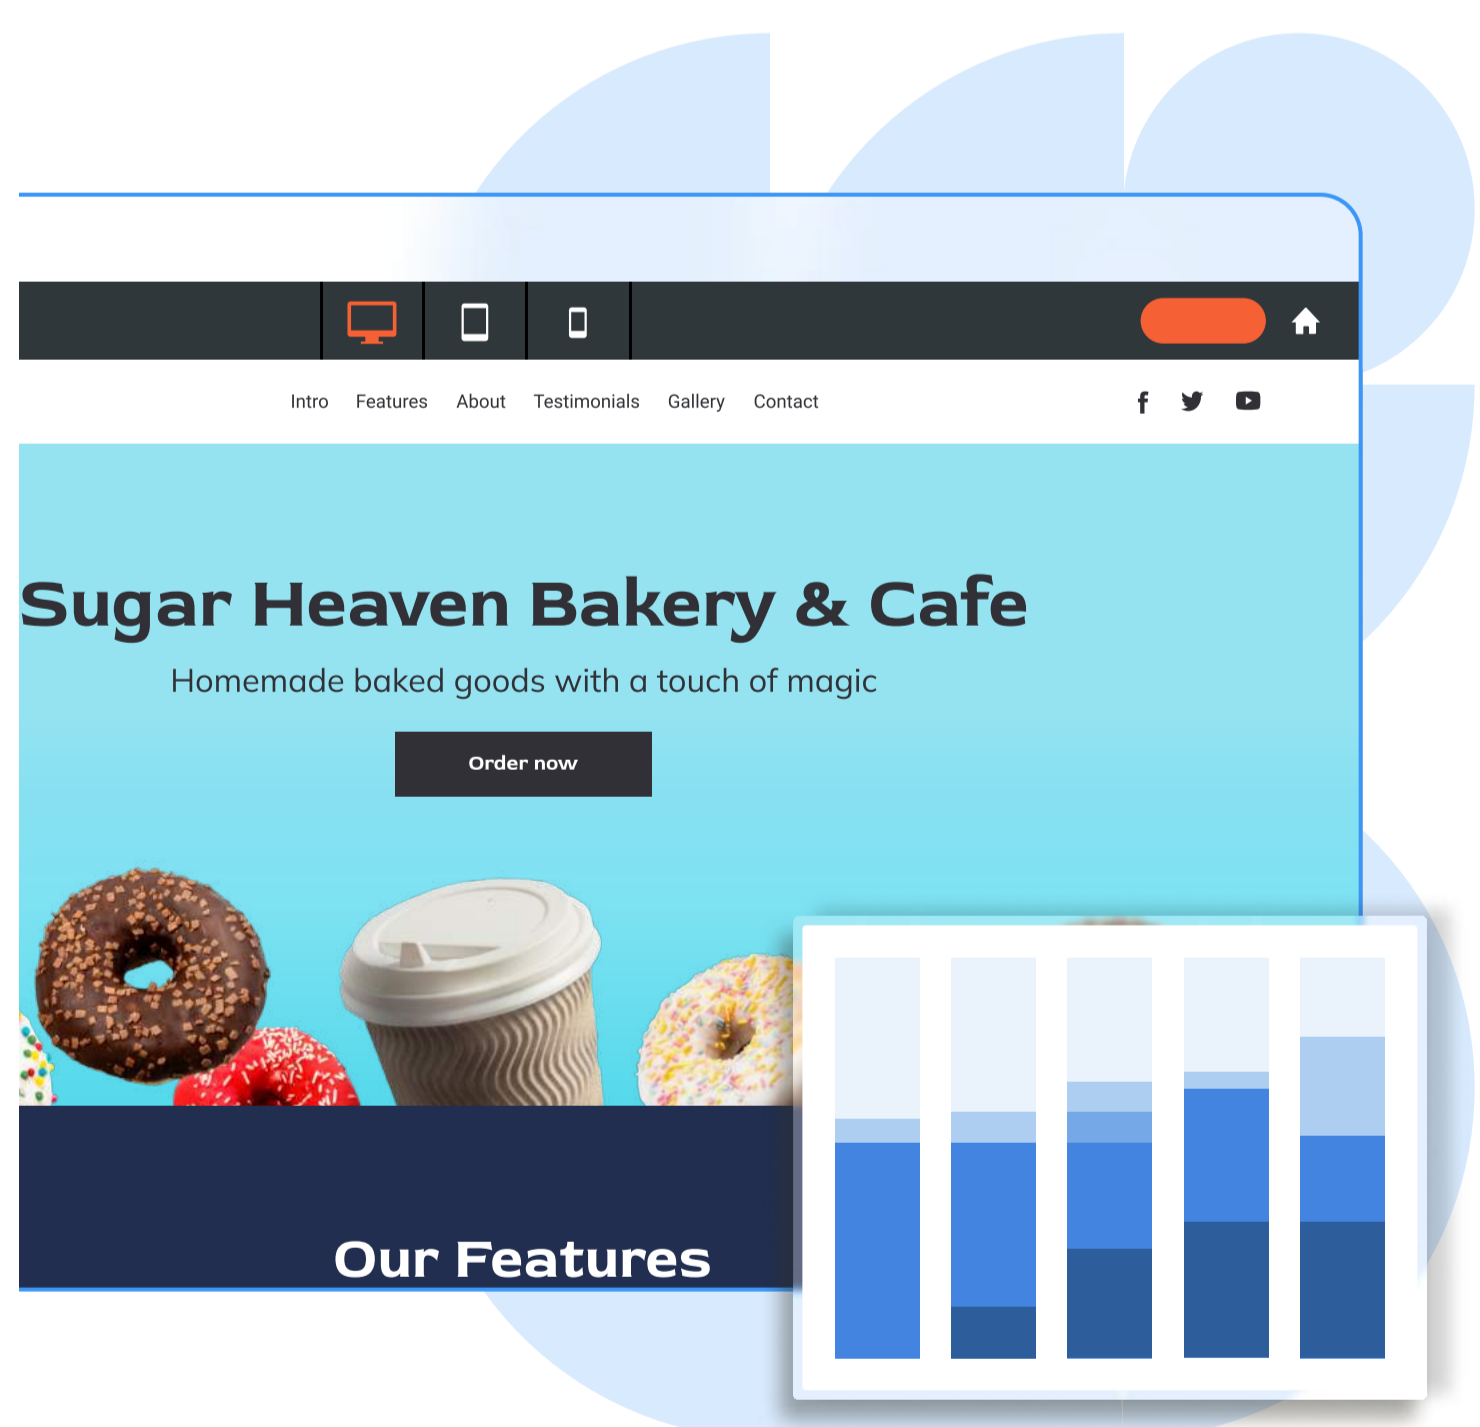 Intro Features About Testimonials Gallery Contact
Sugar Heaven Bakery & Cafe
Homemade baked goods with a touch of magic
Order now
Our Features